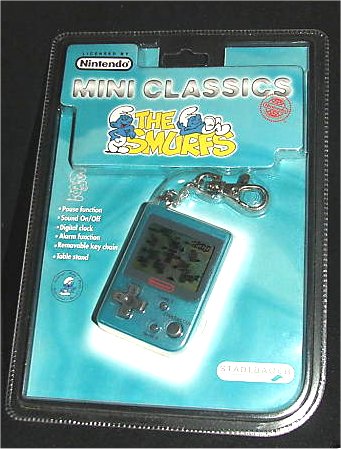 LICENSED BY
Nintendo
MINI CLASSICS
THE
SMURFS
• Pause function
• Sound On/Off
• Digital clock
• Alarm function
• Removable key chain
• Table stand
STADLBAUER